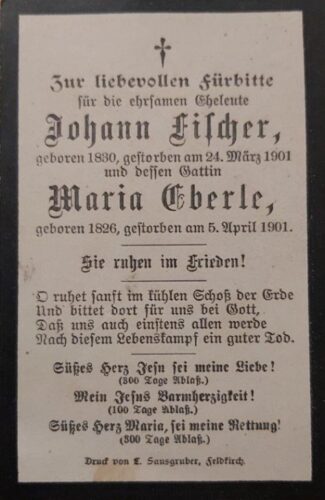 Zur liebevollen Fürbitte
für die ehrsamen Eheleute
Johann Fischer,
geboren 1830, gestorben am 24. März 1901
und dessen Gattin
Maria Eberle,
geboren 1826, gestorben am 5. April 1901.
Sie ruhen im Frieden!
O ruhet sanft im kühlen Schoß der Erde
Und bittet dort für uns bei Gott,
Daß uns auch einstens allen werde
Nach diesem Lebenskampf ein guter Tod.
Süßes Herz Jesu sei meine Liebe!
(300 Tage Ablaß.)
Mein Jesus Barmherzigkeit!
(100 Tage Ablaß.)
Süßes Herz Maria, sei meine Rettung!
(300 Tage Ablaß.)
Druck von L. Sausgruber, Feldkirch.